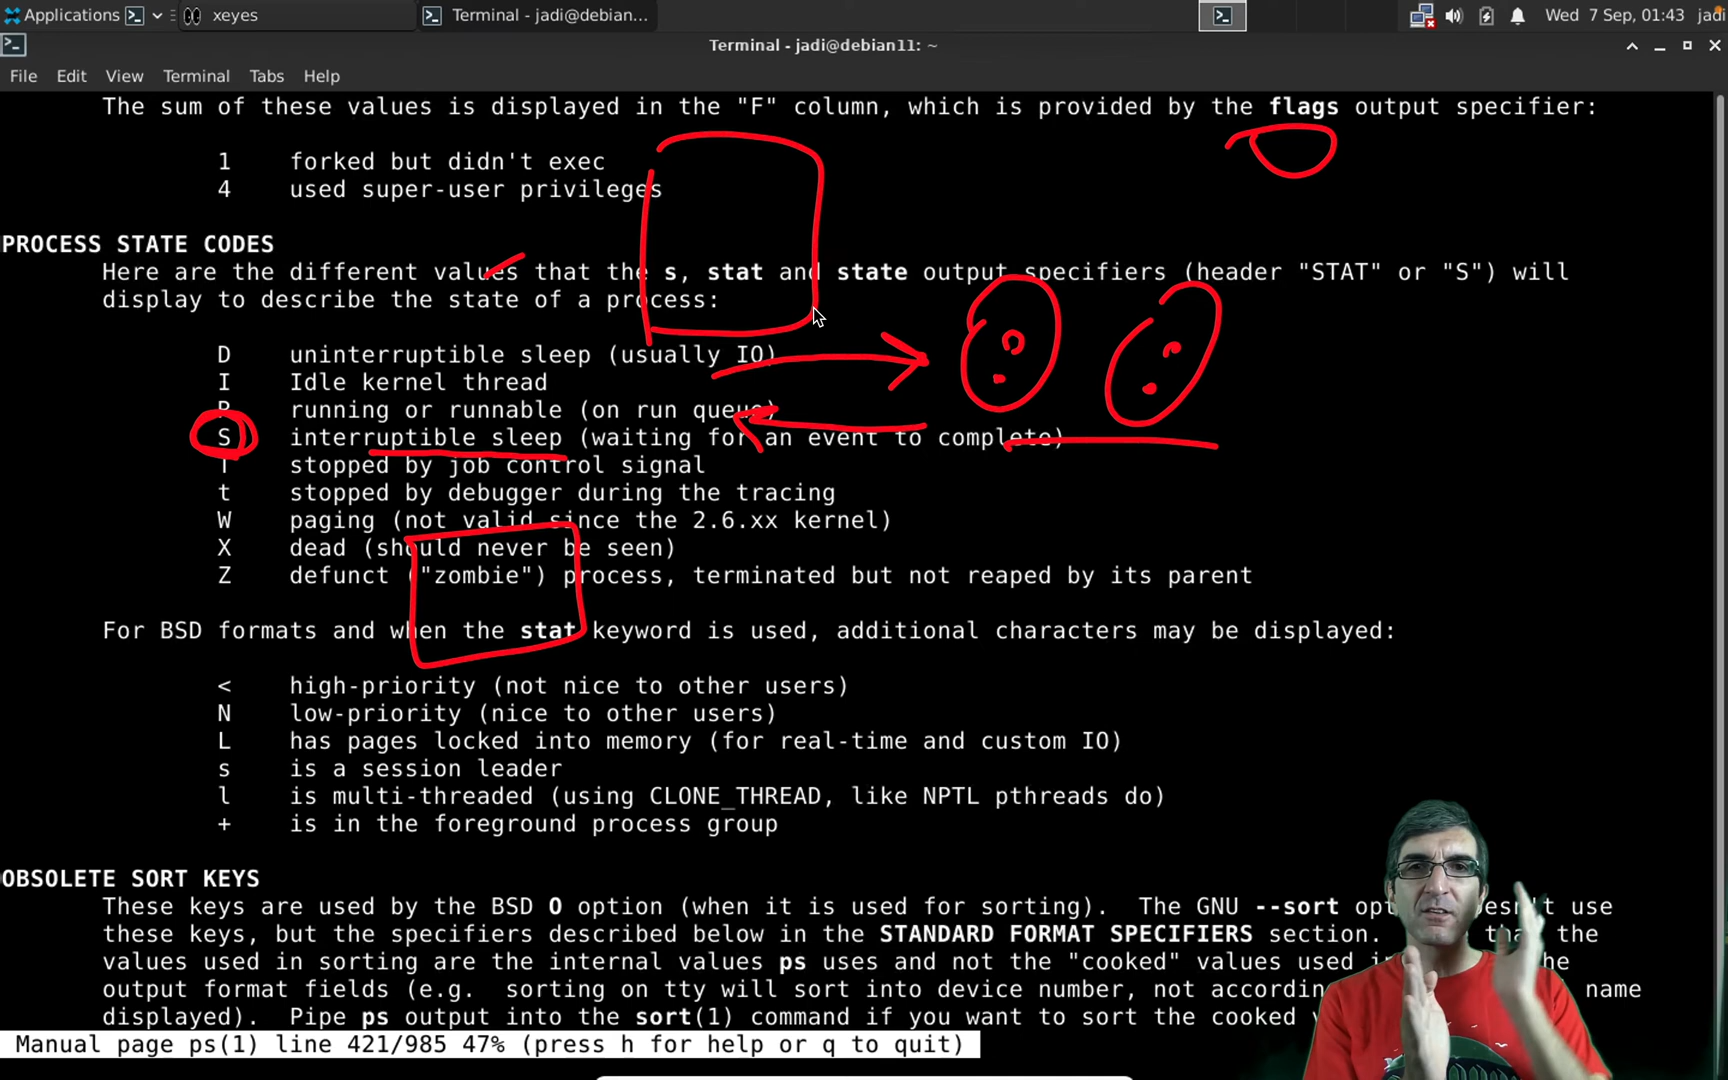 Applications
xeyes
Terminal - jadi@debian...
Wed 7 Sep, 01:43
jadi
Terminal - jadi@debian11: ~
File Edit View Terminal Tabs Help
The sum of these values is displayed in the "F" column, which is provided by the flags output specifier:
1 forked but didn't exec
4 used super-user privileges
PROCESS STATE CODES
Here are the different values that the s, stat and state output specifiers (header "STAT" or "S") will
display to describe the state of a process:
D uninterruptible sleep (usually IO)
I Idle kernel thread
R running or runnable (on run queue)
S interruptible sleep (waiting for an event to complete)
T stopped by job control signal
t stopped by debugger during the tracing
W paging (not valid since the 2.6.xx kernel)
X dead (should never be seen)
Z defunct ("zombie") process, terminated but not reaped by its parent
For BSD formats and when the stat keyword is used, additional characters may be displayed:
< high-priority (not nice to other users)
N low-priority (nice to other users)
L has pages locked into memory (for real-time and custom IO)
s is a session leader
l is multi-threaded (using CLONE_THREAD, like NPTL pthreads do)
+ is in the foreground process group
OBSOLETE SORT KEYS
These keys are used by the BSD O option (when it is used for sorting). The GNU --sort doesn't use
these keys, but the specifiers described below in the STANDARD FORMAT SPECIFIERS section. the
values used in sorting are the internal values ps uses and not the "cooked" values used
output format fields (e.g. sorting on tty will sort into device number, not name
displayed). Pipe ps output into the sort(1) command if you want to sort the cooked
Manual page ps(1) line 421/985 47% (press h for help or q to quit)